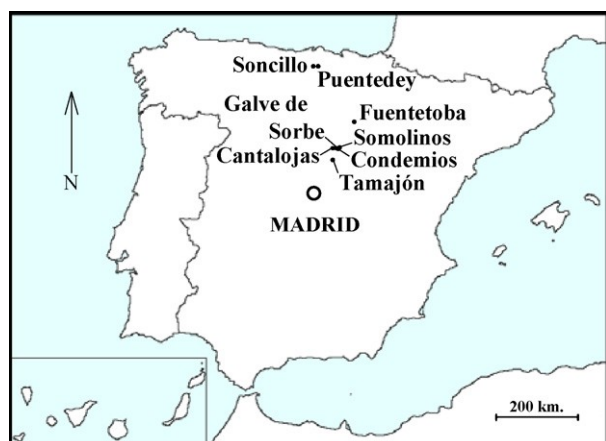 Soncillo
Puentedey
Galve de
Fuentetoba
Sorbe
Somolinos
Cantalojas
Condemios
Tamajón
N
MADRID
200 km.